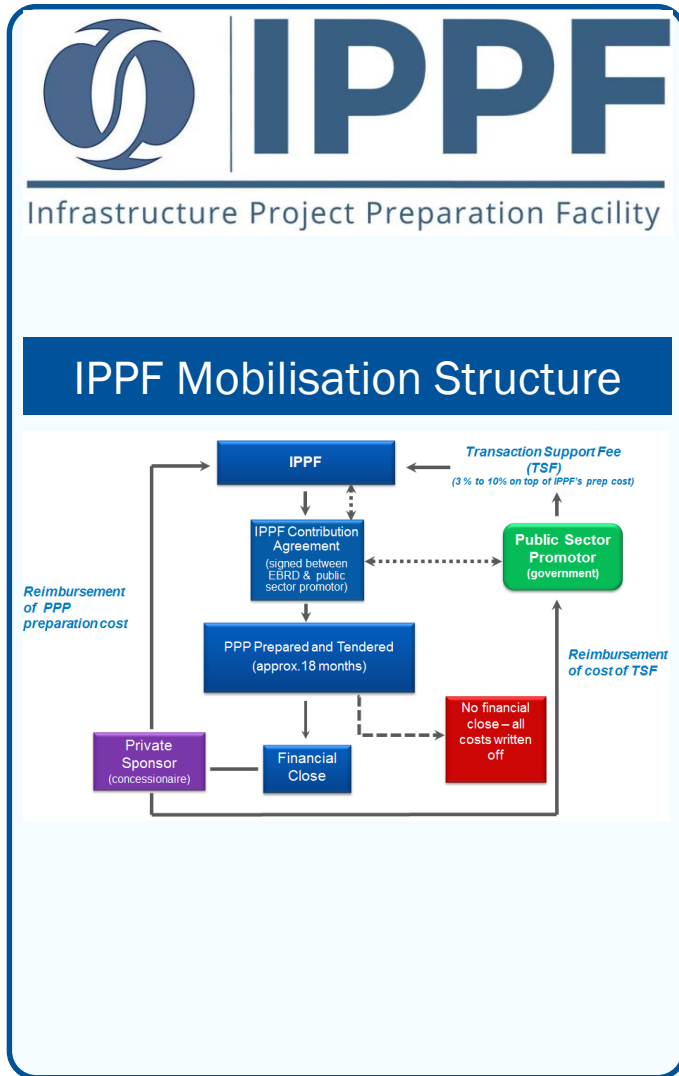 IPPF
Infrastructure Project Preparation Facility
IPPF Mobilisation Structure
IPPF
Transaction Support Fee
(TSF)
(3 % to 10% on top of IPPF's prep cost)
IPPF Contribution
Agreement
(signed between
EBRD & public
sector promotor)
Public Sector
Promotor
(government)
Reimbursement
of PPP
preparation cost
PPP Prepared and Tendered
(approx.18 months)
Reimbursement
of cost of TSF
No financial
close – all
costs written
off
Private
Sponsor
(concessionaire)
Financial
Close